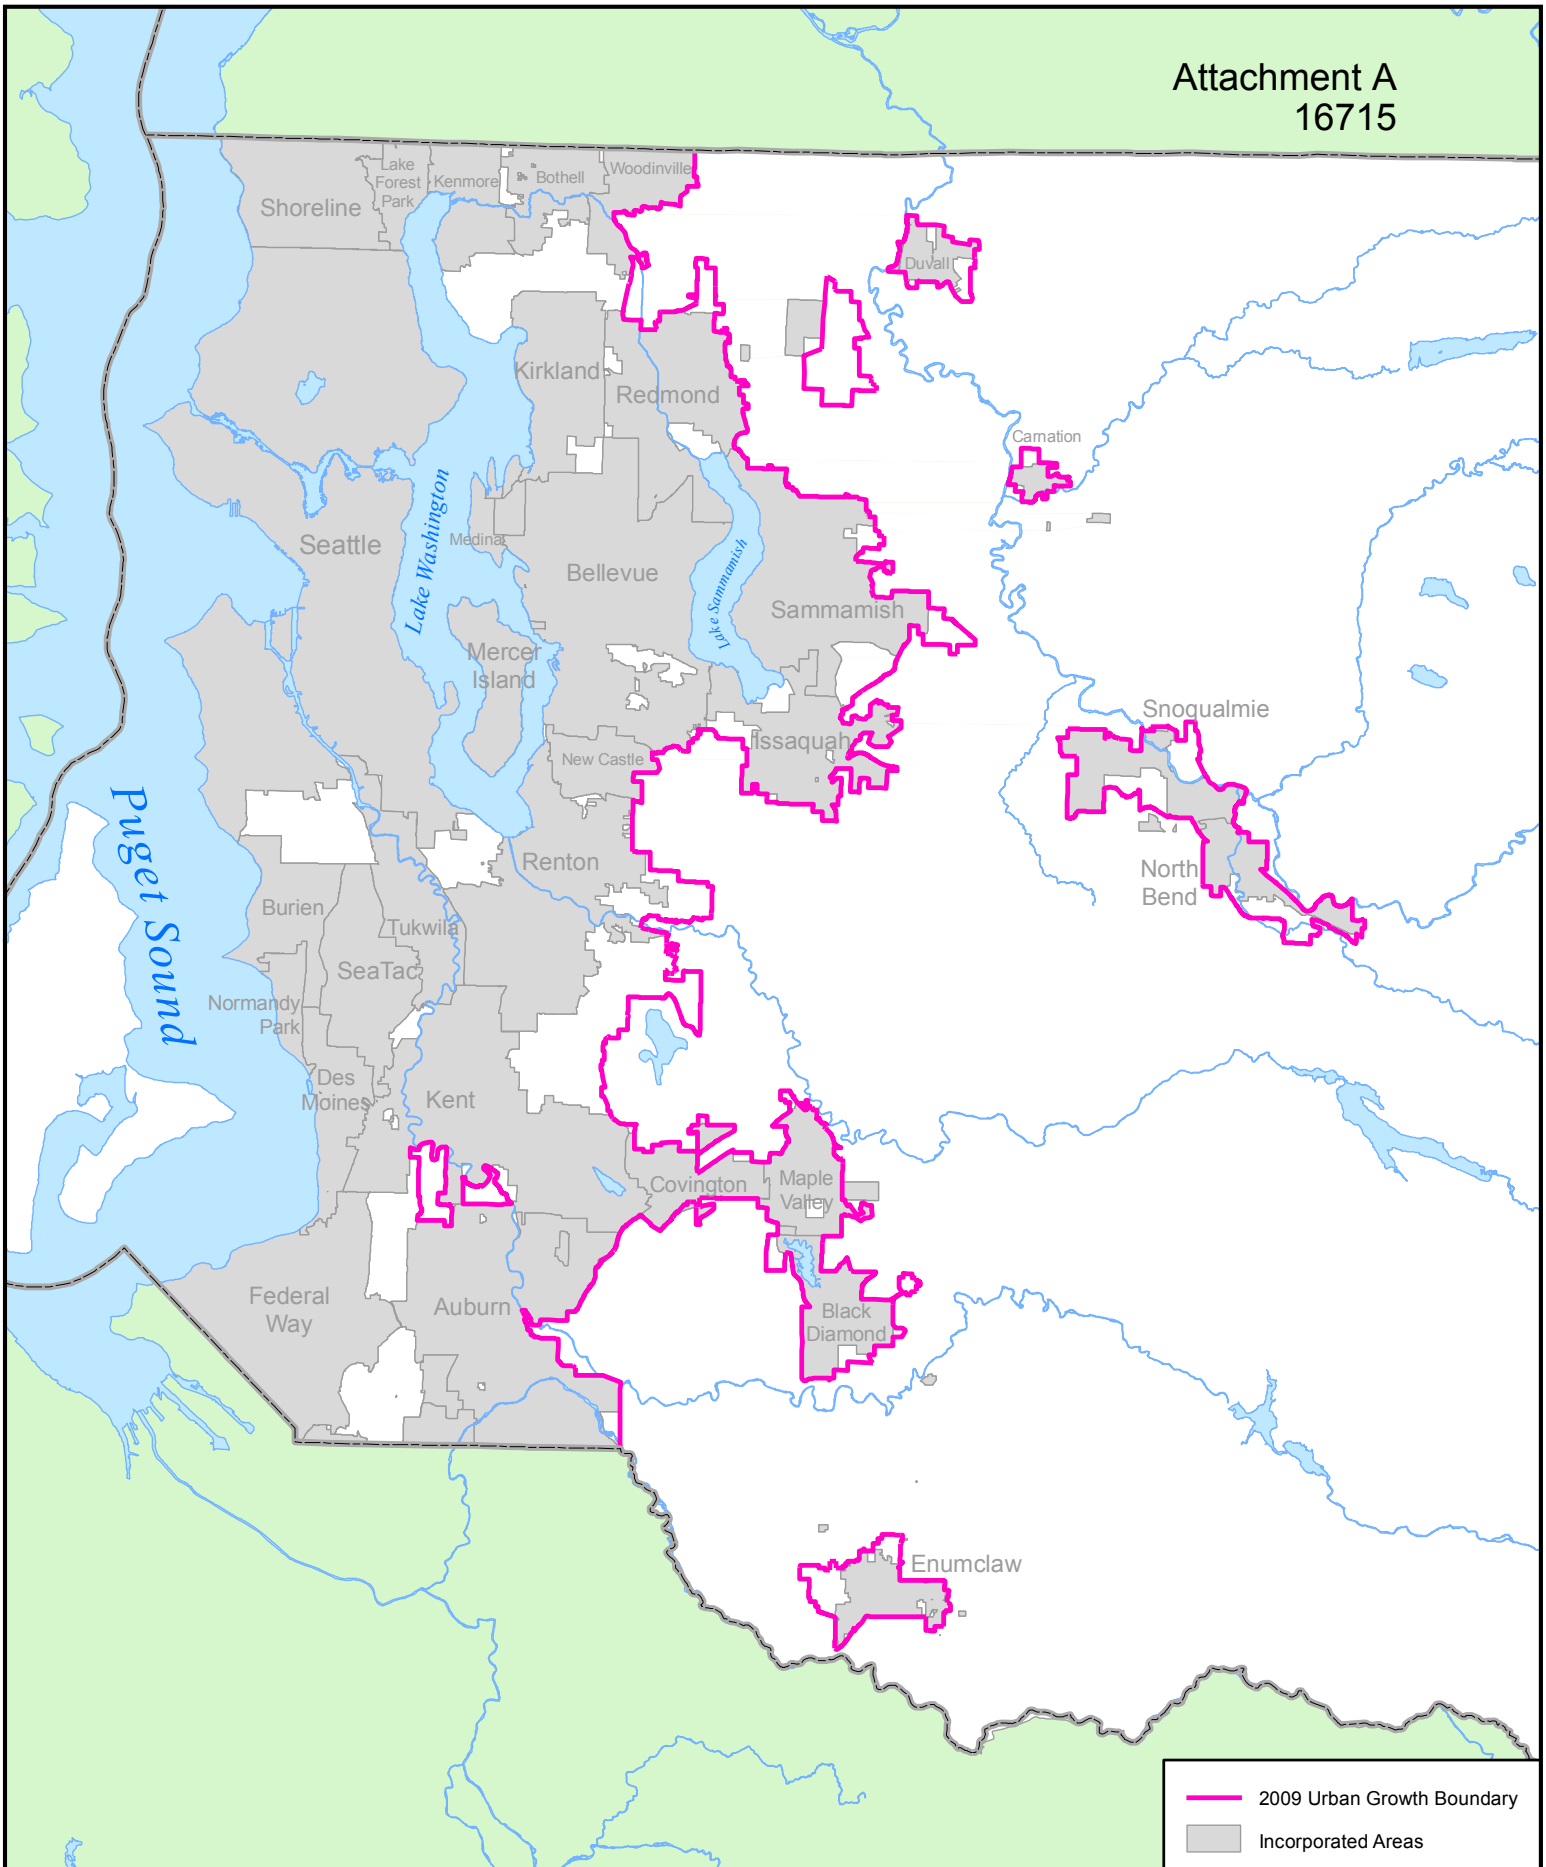 Attachment A
16715
Lake
Forest
Park
Kenmore
Bothell
Woodinville
Shoreline
Duvall
Kirkland
Redmond
Carnation
Lake Washington
Seattle
Medina
Bellevue
Lake Sammamish
Sammamish
Mercer
Island
Snoqualmie
Issaquah
New Castle
Puget Sound
Renton
North
Bend
Burien
Tukwila
SeaTac
Normandy
Park
Des
Moines
Kent
Covington
Maple
Valley
Federal
Way
Auburn
Black
Diamond
Enumclaw
2009 Urban Growth Boundary
Incorporated Areas